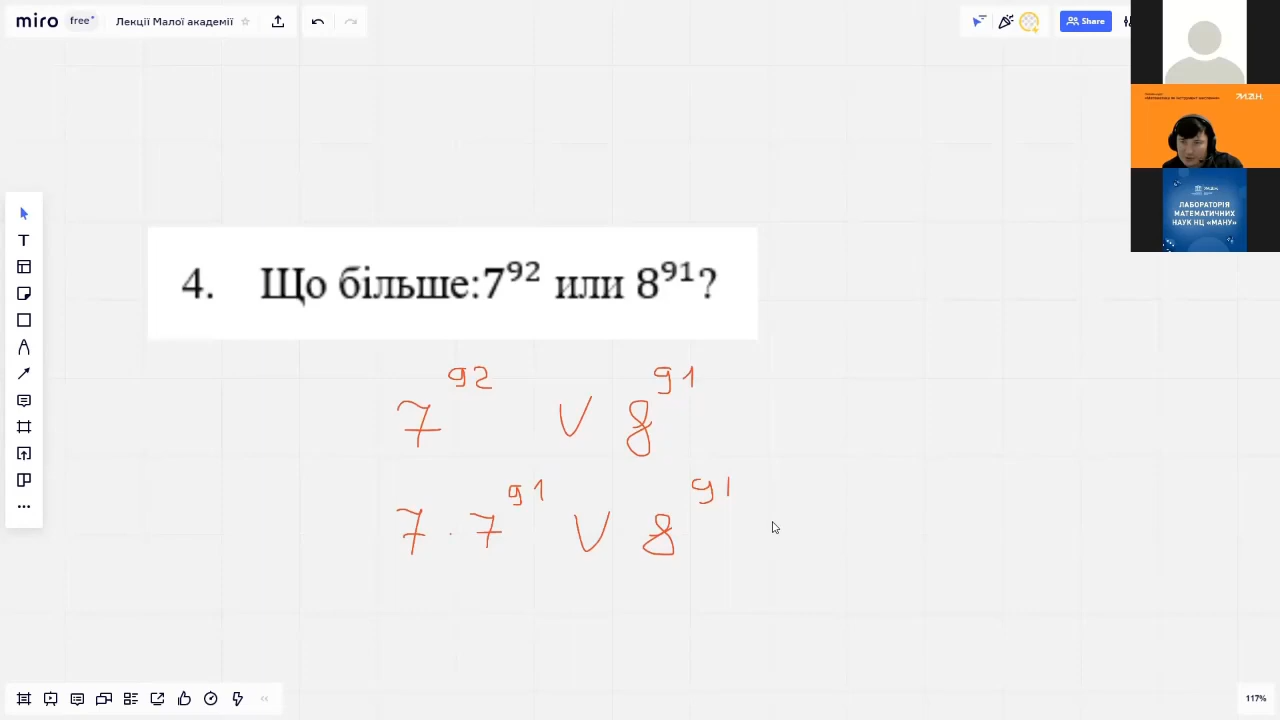 miro free Лекції Малої академії
Share
ЛАБОРАТОРІЯ
МАТЕМАТИЧНИХ
НАУК НЦ «МАНУ»
4. Що більше:7⁹² или 8⁹¹?
7⁹² V 8⁹¹
7 · 7⁹¹ V 8⁹¹
117%